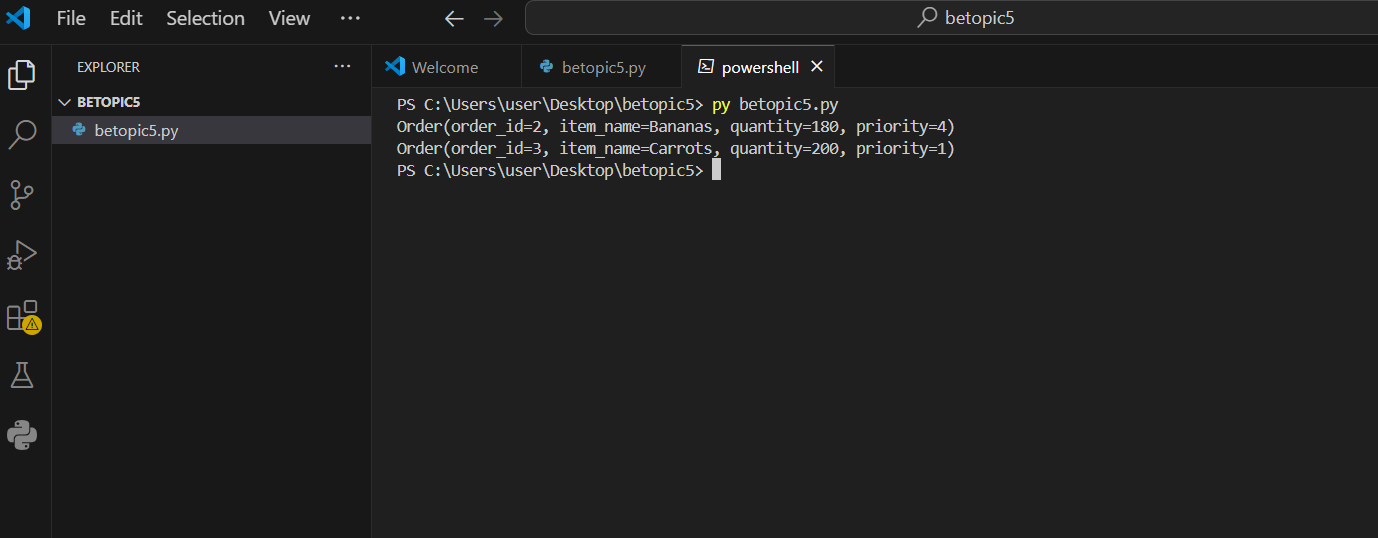 File Edit Selection View ··· betopic5
EXPLORER ···
BETOPIC5
betopic5.py
Welcome betopic5.py powershell
PS C:\Users\user\Desktop\betopic5> py betopic5.py
Order(order_id=2, item_name=Bananas, quantity=180, priority=4)
Order(order_id=3, item_name=Carrots, quantity=200, priority=1)
PS C:\Users\user\Desktop\betopic5>